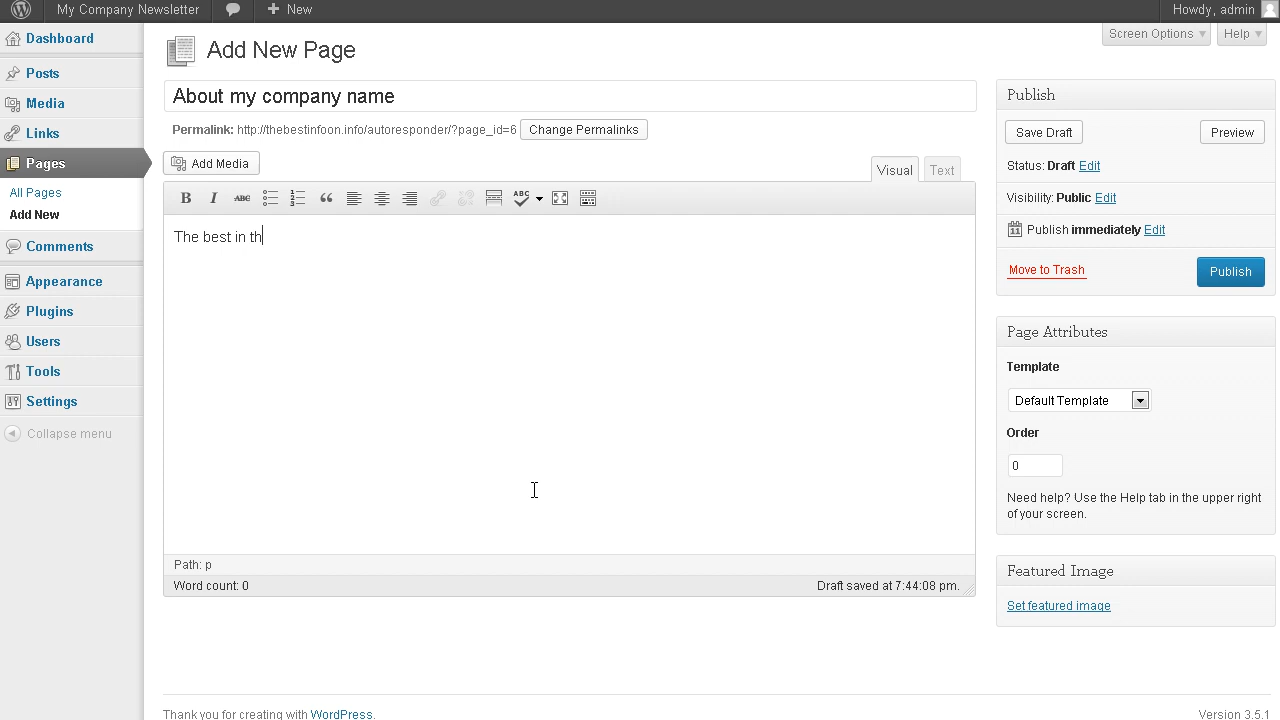 My Company Newsletter
New
Howdy, admin
Dashboard
Posts
Media
Links
Pages
All Pages
Add New
Comments
Appearance
Plugins
Users
Tools
Settings
Collapse menu
Screen Options
Help
Add New Page
About my company name
Permalink: http://thebestinfoon.info/autoresponder/?page_id=6 Change Permalinks
Add Media
Visual
Text
B I ABC
ABC
The best in th
Path: p
Word count: 0
Draft saved at 7:44:08 pm.
Publish
Save Draft
Preview
Status: Draft Edit
Visibility: Public Edit
11
Publish immediately Edit
Move to Trash
Publish
Page Attributes
Template
Default Template
Order
0
Need help? Use the Help tab in the upper right
of your screen.
Featured Image
Set featured image
Thank you for creating with WordPress.
Version 3.5.1